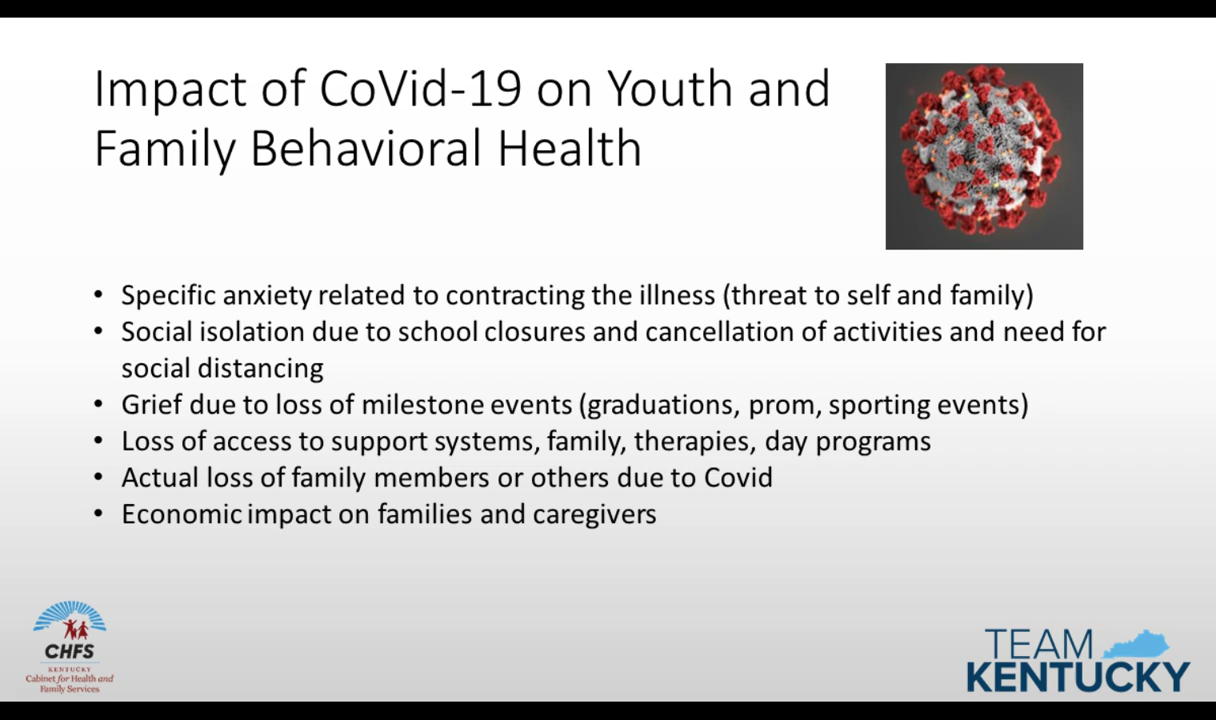 Impact of CoVid-19 on Youth and
Family Behavioral Health
• Specific anxiety related to contracting the illness (threat to self and family)
• Social isolation due to school closures and cancellation of activities and need for
social distancing
• Grief due to loss of milestone events (graduations, prom, sporting events)
• Loss of access to support systems, family, therapies, day programs
• Actual loss of family members or others due to Covid
• Economic impact on families and caregivers
CHFS
KENTUCKY
Cabinet for Health and
Family Services
TEAM
KENTUCKY